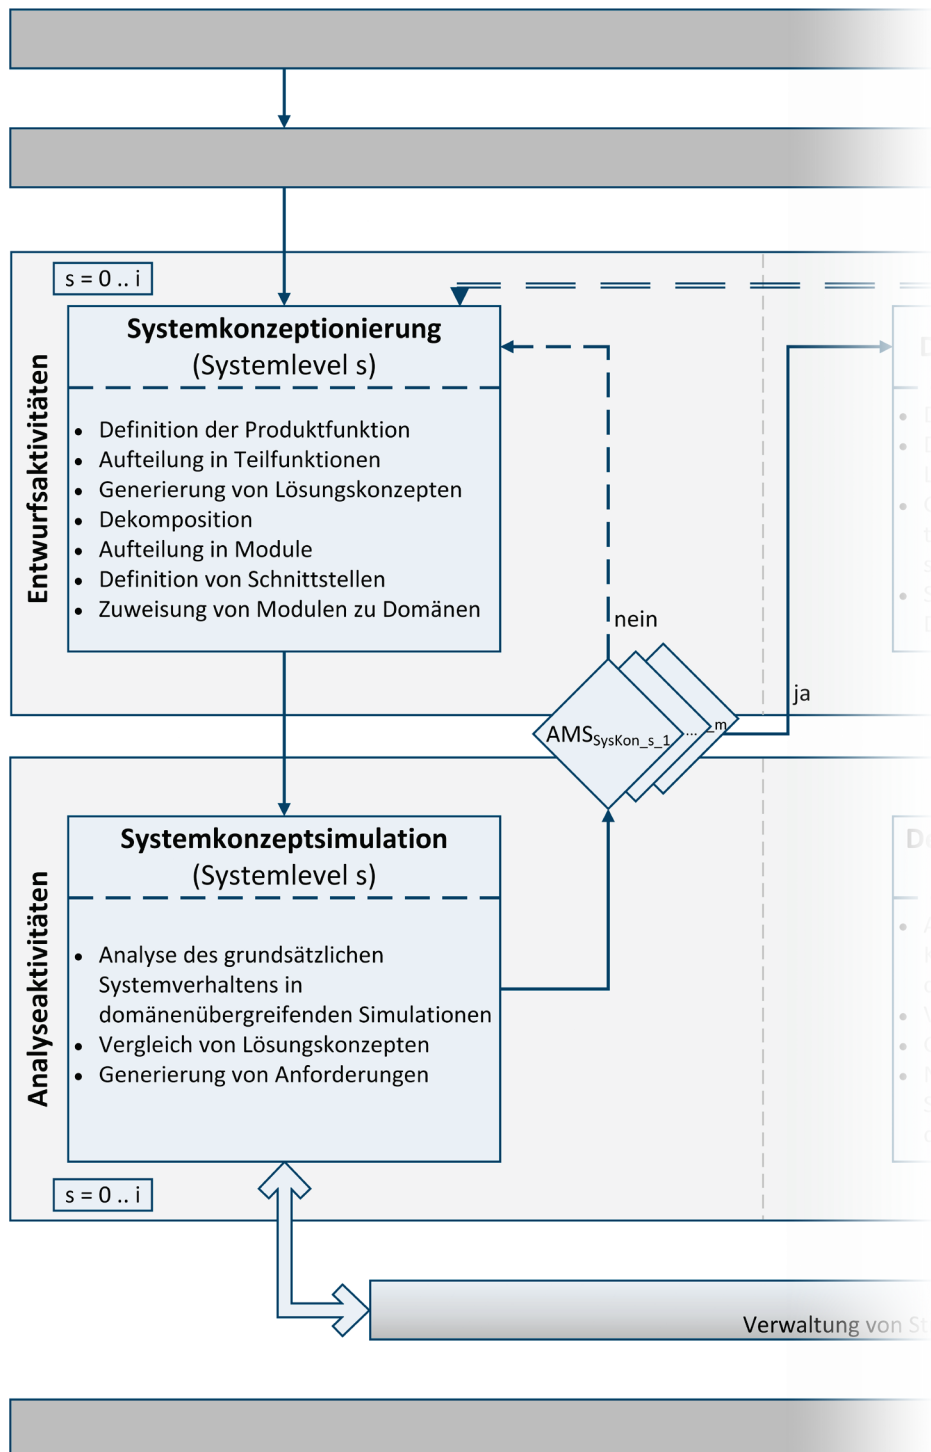 s = 0 .. i
Entwurfsaktivitäten
Systemkonzeptionierung
(Systemlevel s)
• Definition der Produktfunktion
• Aufteilung in Teilfunktionen
• Generierung von Lösungskonzepten
• Dekomposition
• Aufteilung in Module
• Definition von Schnittstellen
• Zuweisung von Modulen zu Domänen
nein
ja
AMSSysKon_s_1 ... _m
Analyseaktivitäten
Systemkonzeptsimulation
(Systemlevel s)
• Analyse des grundsätzlichen
Systemverhaltens in
domänenübergreifenden Simulationen
• Vergleich von Lösungskonzepten
• Generierung von Anforderungen
s = 0 .. i
Verwaltung von